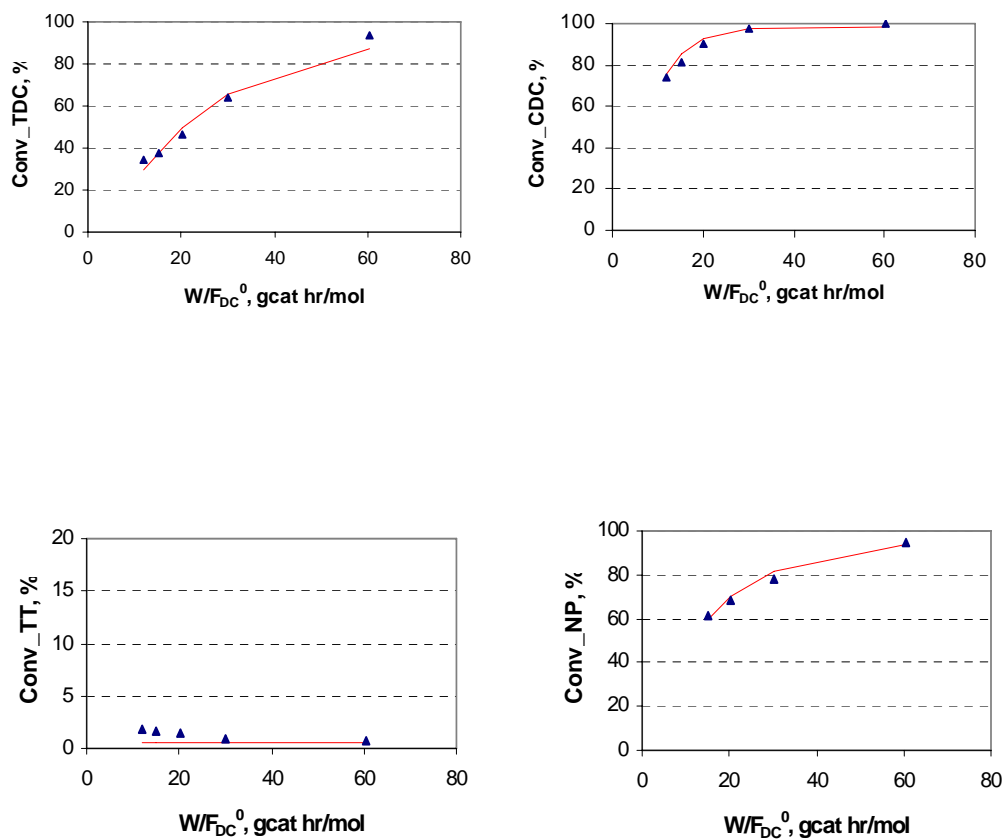 100
80
60
40
20
0
Conv_TDC, %
0 20 40 60 80
W/F_DC^0, gcat hr/mol
100
80
60
40
20
0
Conv_CDC, %
0 20 40 60 80
W/F_DC^0, gcat hr/mol
20
15
10
5
0
Conv_TT, %
0 20 40 60 80
W/F_DC^0, gcat hr/mol
100
80
60
40
20
0
Conv_NP, %
0 20 40 60 80
W/F_DC^0, gcat hr/mol